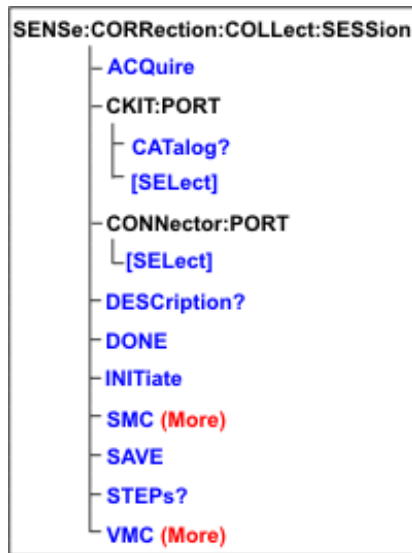 SENSe:CORRection:COLLect:SESSion
ACQuire
CKIT:PORT
CATalog?
[SELect]
CONNector:PORT
[SELect]
DESCription?
DONE
INITiate
SMC (More)
SAVE
STEPs?
VMC (More)